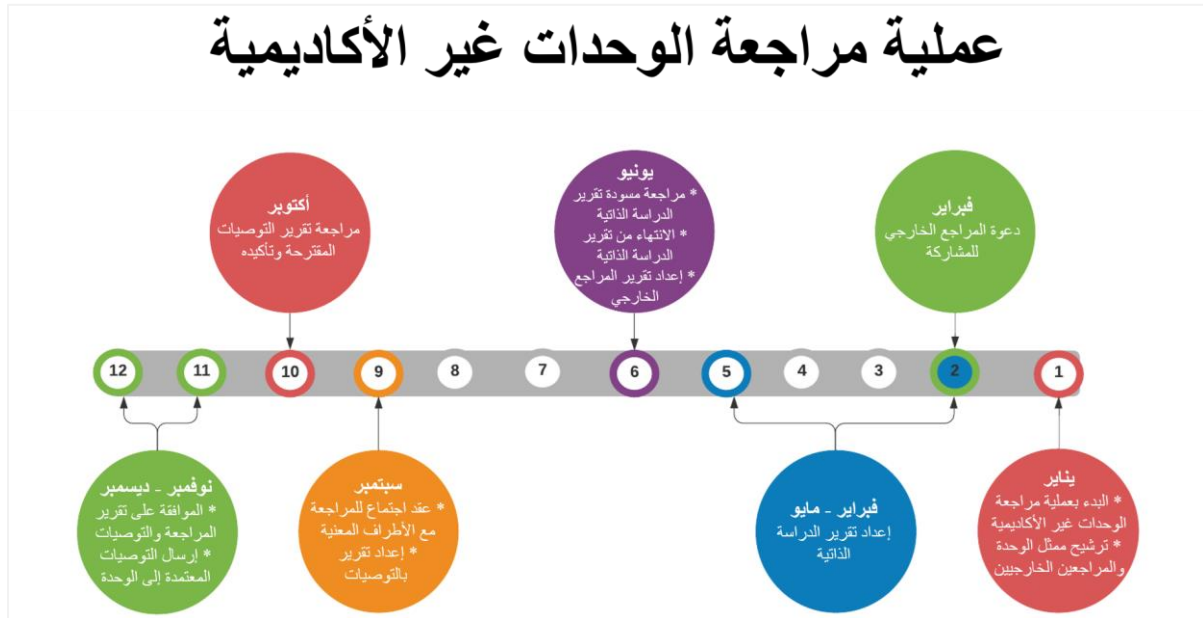 عملية مراجعة الوحدات غير الأكاديمية
فبراير
دعوة المراجع الخارجي
للمشاركة
يونيو
* مراجعة مسودة تقرير
الدراسة الذاتية
* الانتهاء من تقرير
الدراسة الذاتية
* إعداد تقرير المراجع
الخارجي
أكتوبر
مراجعة تقرير التوصيات
المقترحة وتأكيده
1
2
3
4
5
6
7
8
9
10
11
12
يناير
* البدء بعملية مراجعة
الوحدات غير الأكاديمية
* ترشيح ممثل الوحدة
والمراجعين الخارجيين
فبراير - مايو
إعداد تقرير الدراسة
الذاتية
سبتمبر
* عقد اجتماع للمراجعة
مع الأطراف المعنية
* إعداد تقرير
بالتوصيات
نوفمبر - ديسمبر
* الموافقة على تقرير
المراجعة والتوصيات
* إرسال التوصيات
المعتمدة إلى الوحدة